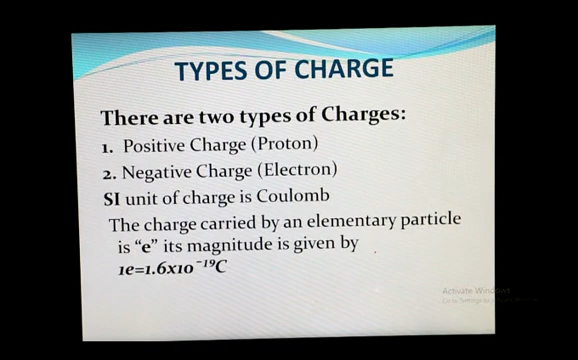 TYPES OF CHARGE
There are two types of Charges:
1. Positive Charge (Proton)
2. Negative Charge (Electron)
SI unit of charge is Coulomb
The charge carried by an elementary particle
is “e” its magnitude is given by
1e=1.6x10⁻¹⁹C
Activate Windows